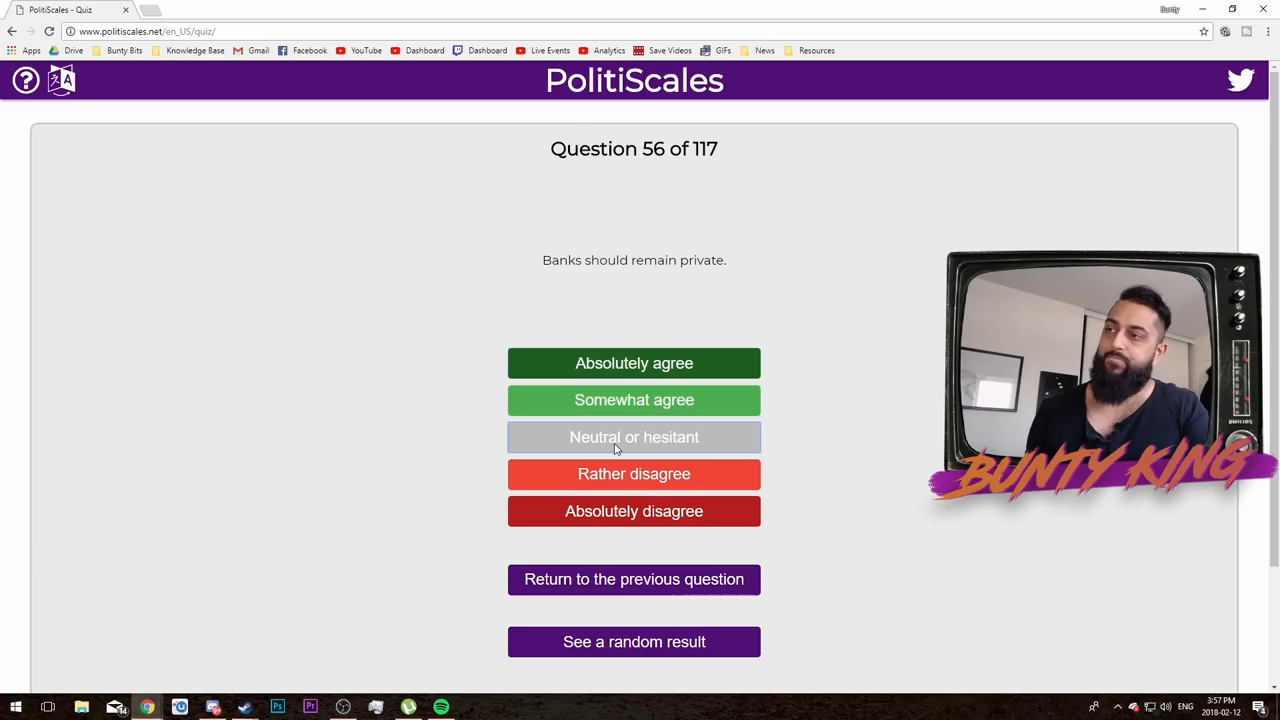 PolitiScales - Quiz
Bunty
www.politiscales.net/en_US/quiz/
Apps Drive Bunty Bits Knowledge Base Gmail Facebook YouTube Dashboard Dashboard Live Events Analytics Save Videos GIFs News Resources
PolitiScales
Question 56 of 117
Banks should remain private.
Absolutely agree
Somewhat agree
Neutral or hesitant
Rather disagree
Absolutely disagree
Return to the previous question
See a random result
PHILIPS
BUNTY KING
3:57 PM
ENG
2018-02-12